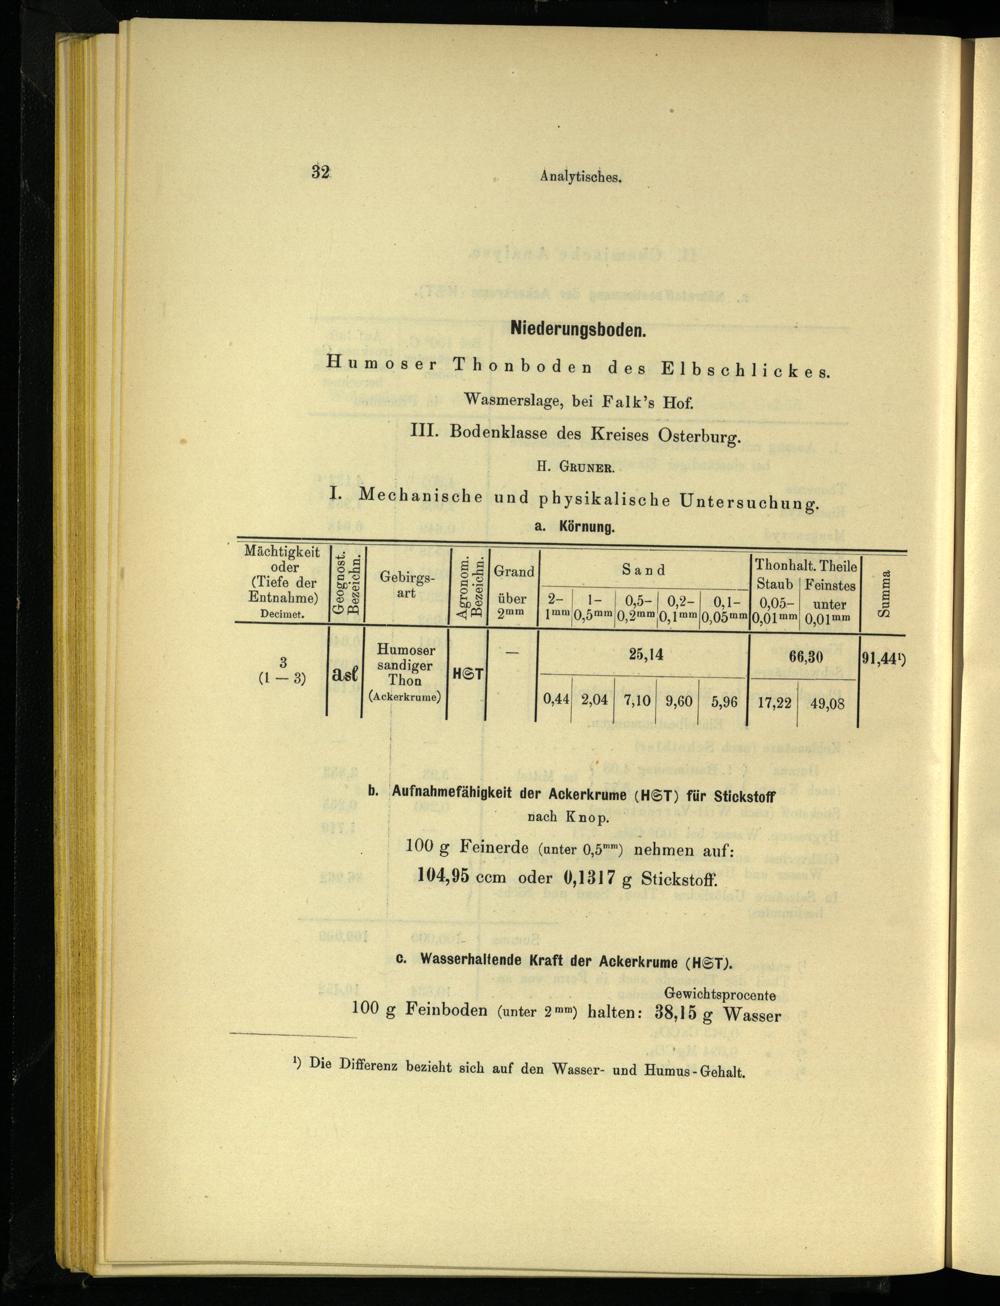 32
Analytisches.
Niederungsboden.
Humoser Thonboden des Elbschlickes.
Wasmerslage, bei Falk's Hof.
III. Bodenklasse des Kreises Osterburg.
H. GRUNER.
I. Mechanische und physikalische Untersuchung.
a. Körnung.
Mächtigkeit oder (Tiefe der Entnahme) Decimet. | Geognost. Bezeichn. | Gebirgs-art | Agronom. Bezeichn. | Grand über 2mm | Sand | Thonhalt. Theile | Summa
2–1mm | 1–0,5mm | 0,5–0,2mm | 0,2–0,1mm | 0,1–0,05mm | Staub 0,05–0,01mm | Feinstes unter 0,01mm
3 (1 — 3) | asf | Humoser sandiger Thon (Ackerkrume) | HST | — | 25,14 | 66,30 | 91,44¹)
0,44 | 2,04 | 7,10 | 9,60 | 5,96 | 17,22 | 49,08
b. Aufnahmefähigkeit der Ackerkrume (HST) für Stickstoff
nach Knop.
100 g Feinerde (unter 0,5mm) nehmen auf:
104,95 ccm oder 0,1317 g Stickstoff.
c. Wasserhaltende Kraft der Ackerkrume (HST).
Gewichtsprocente
100 g Feinboden (unter 2mm) halten: 38,15 g Wasser
¹) Die Differenz bezieht sich auf den Wasser- und Humus-Gehalt.